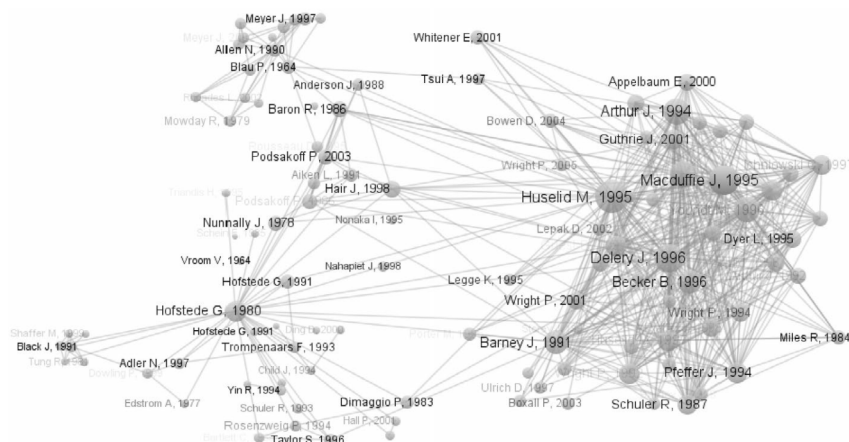 Meyer J, 1997
Whitener E, 2001
Meyer J,
Allen N, 1990
Blau P, 1964
Tsui A, 1997
Appelbaum E, 2000
Anderson J, 1988
Baron R, 1986
Arthur J, 1994
Mowday R, 1979
Bowen D, 2004
Guthrie J, 2001
Podsakoff P, 2003
Wright P, 2005
Aiken L, 1991
Macduffie J, 1995
Hair J, 1998
Huselid M, 1995
Podsakoff P,
Nonaka I, 1995
Nunnally J, 1978
Lepak D, 2002
Dyer L, 1995
Vroom V, 1964
Nahapiet J, 1998
Delery J, 1996
Hofstede G, 1991
Legge K, 1995
Becker B, 1996
Wright P, 2001
Hofstede G, 1980
Wright P, 1994
Shaffer M,
Hofstede G, 1991
Black J, 1991
Trompenaars F, 1993
Barney J, 1991
Miles R, 1984
Tung R,
Adler N, 1997
Child J, 1994
Pfeffer J, 1994
Yin R, 1994
Ulrich D, 1997
Edstrom A, 1977
Schuler R, 1993
Dimaggio P, 1983
Boxall P, 2003
Schuler R, 1987
Hall P, 2001
Rosenzweig P, 1994
Taylor S, 1996